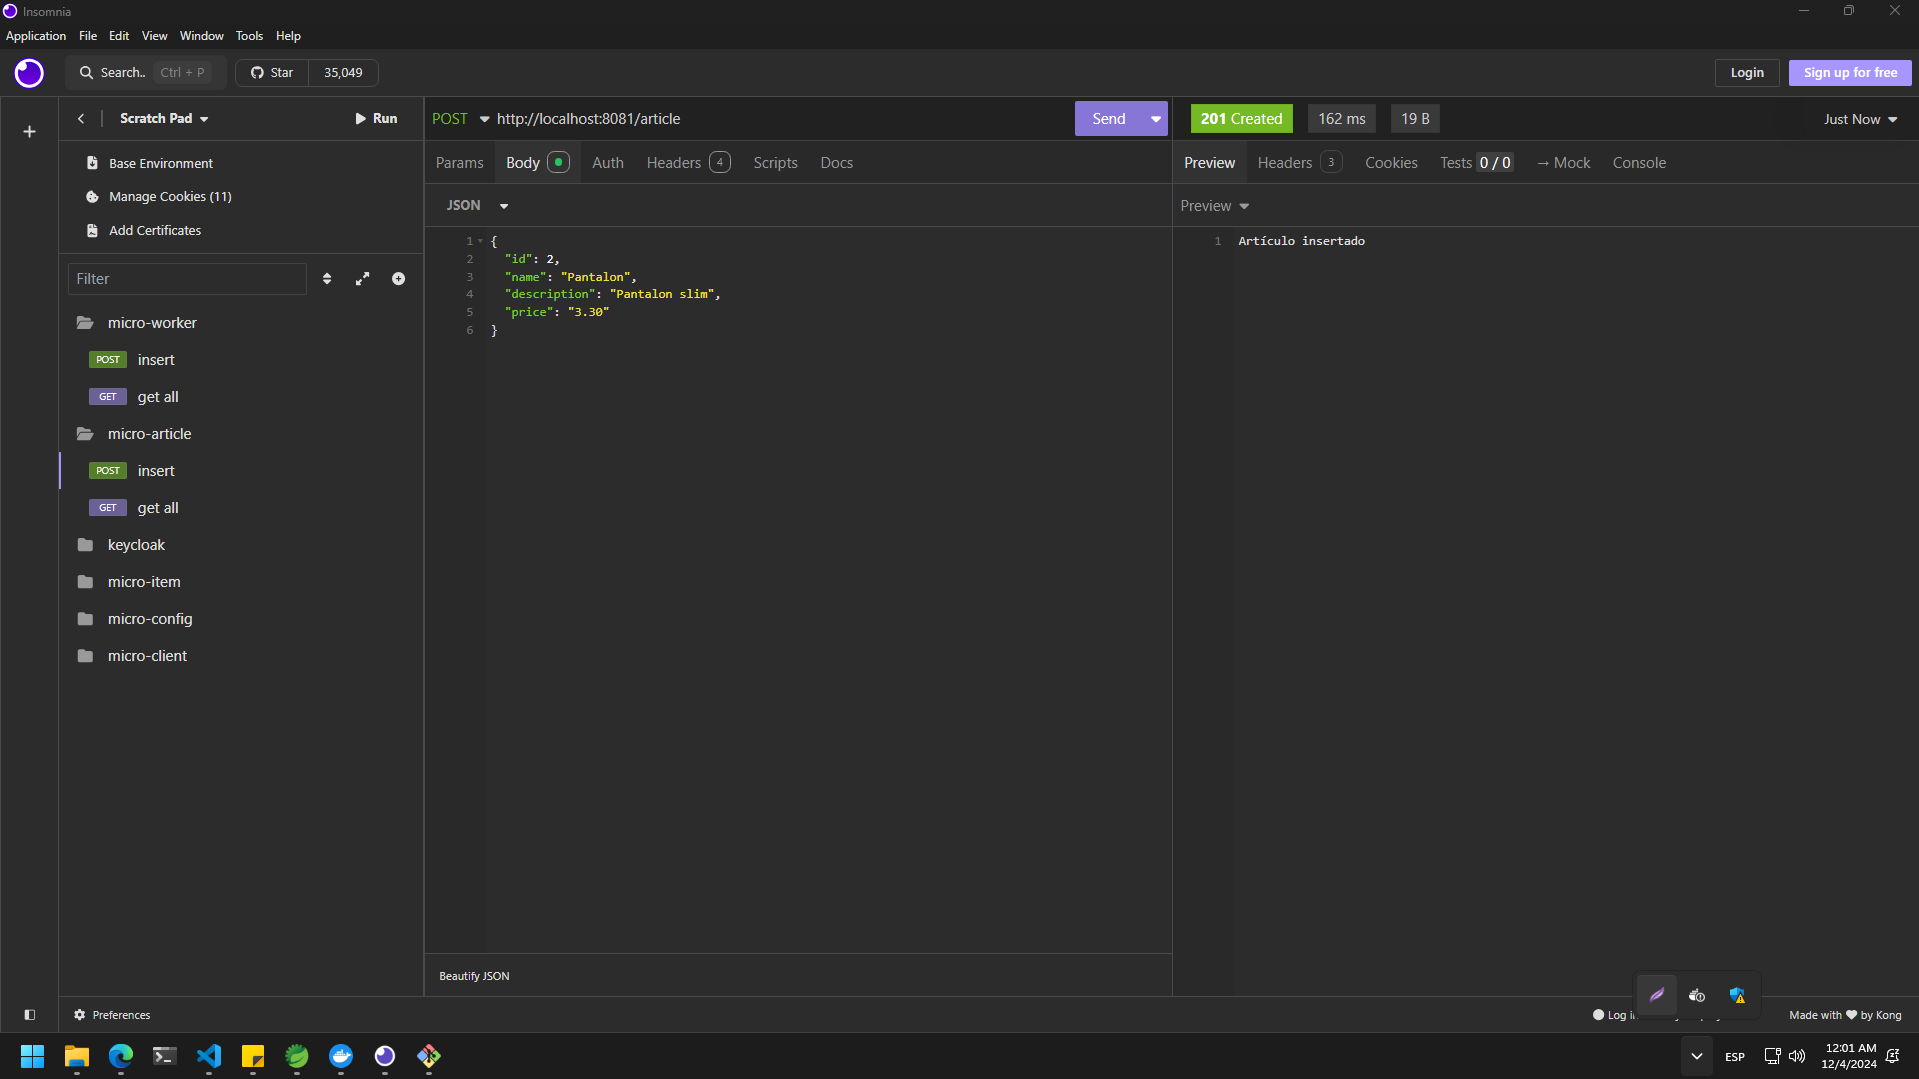 Insomnia
Application File Edit View Window Tools Help
Search.. Ctrl + P Star 35,049 Login Sign up for free
Scratch Pad Run
Base Environment
Manage Cookies (11)
Add Certificates
Filter
micro-worker
POST insert
GET get all
micro-article
POST insert
GET get all
keycloak
micro-item
micro-config
micro-client
Preferences
POST http://localhost:8081/article Send
Params Body Auth Headers 4 Scripts Docs
JSON
1 {
2 "id": 2,
3 "name": "Pantalon",
4 "description": "Pantalon slim",
5 "price": "3.30"
6 }
Beautify JSON
201 Created 162 ms 19 B Just Now
Preview Headers 3 Cookies Tests 0 / 0 → Mock Console
Preview
1 Artículo insertado
Log
Made with ❤ by Kong
ESP
12:01 AM
12/4/2024